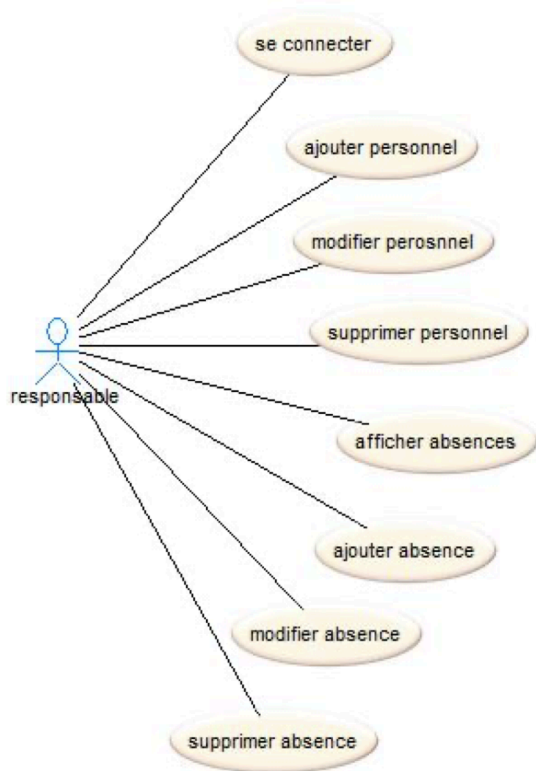 se connecter
ajouter personnel
modifier perosnnel
supprimer personnel
responsable
afficher absences
ajouter absence
modifier absence
supprimer absence